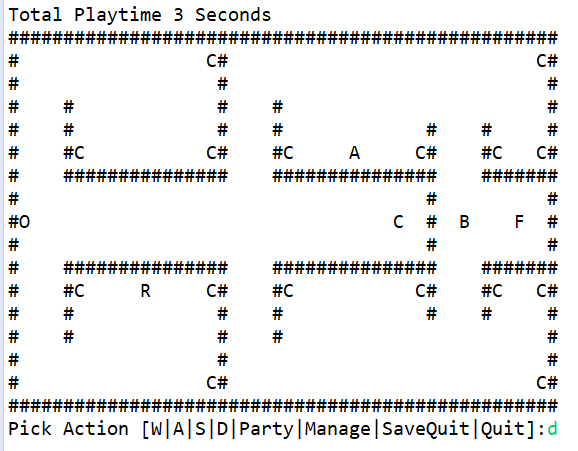 Total Playtime 3 Seconds
##################################################
#                 C#                            C#
#                  #                             #
#    #             #    #                        #
#    #             #    #             #    #     #
#    #C           C#    #C     A     C#    #C   C#
#    ###############    ###############    #######
#                                     #          #
#O                                 C  #  B    F  #
#                                     #          #
#    ###############    ###############    #######
#    #C     R     C#    #C           C#    #C   C#
#    #             #    #             #    #     #
#    #             #    #                        #
#                  #                             #
#                 C#                            C#
##################################################
Pick Action [W|A|S|D|Party|Manage|SaveQuit|Quit]:d